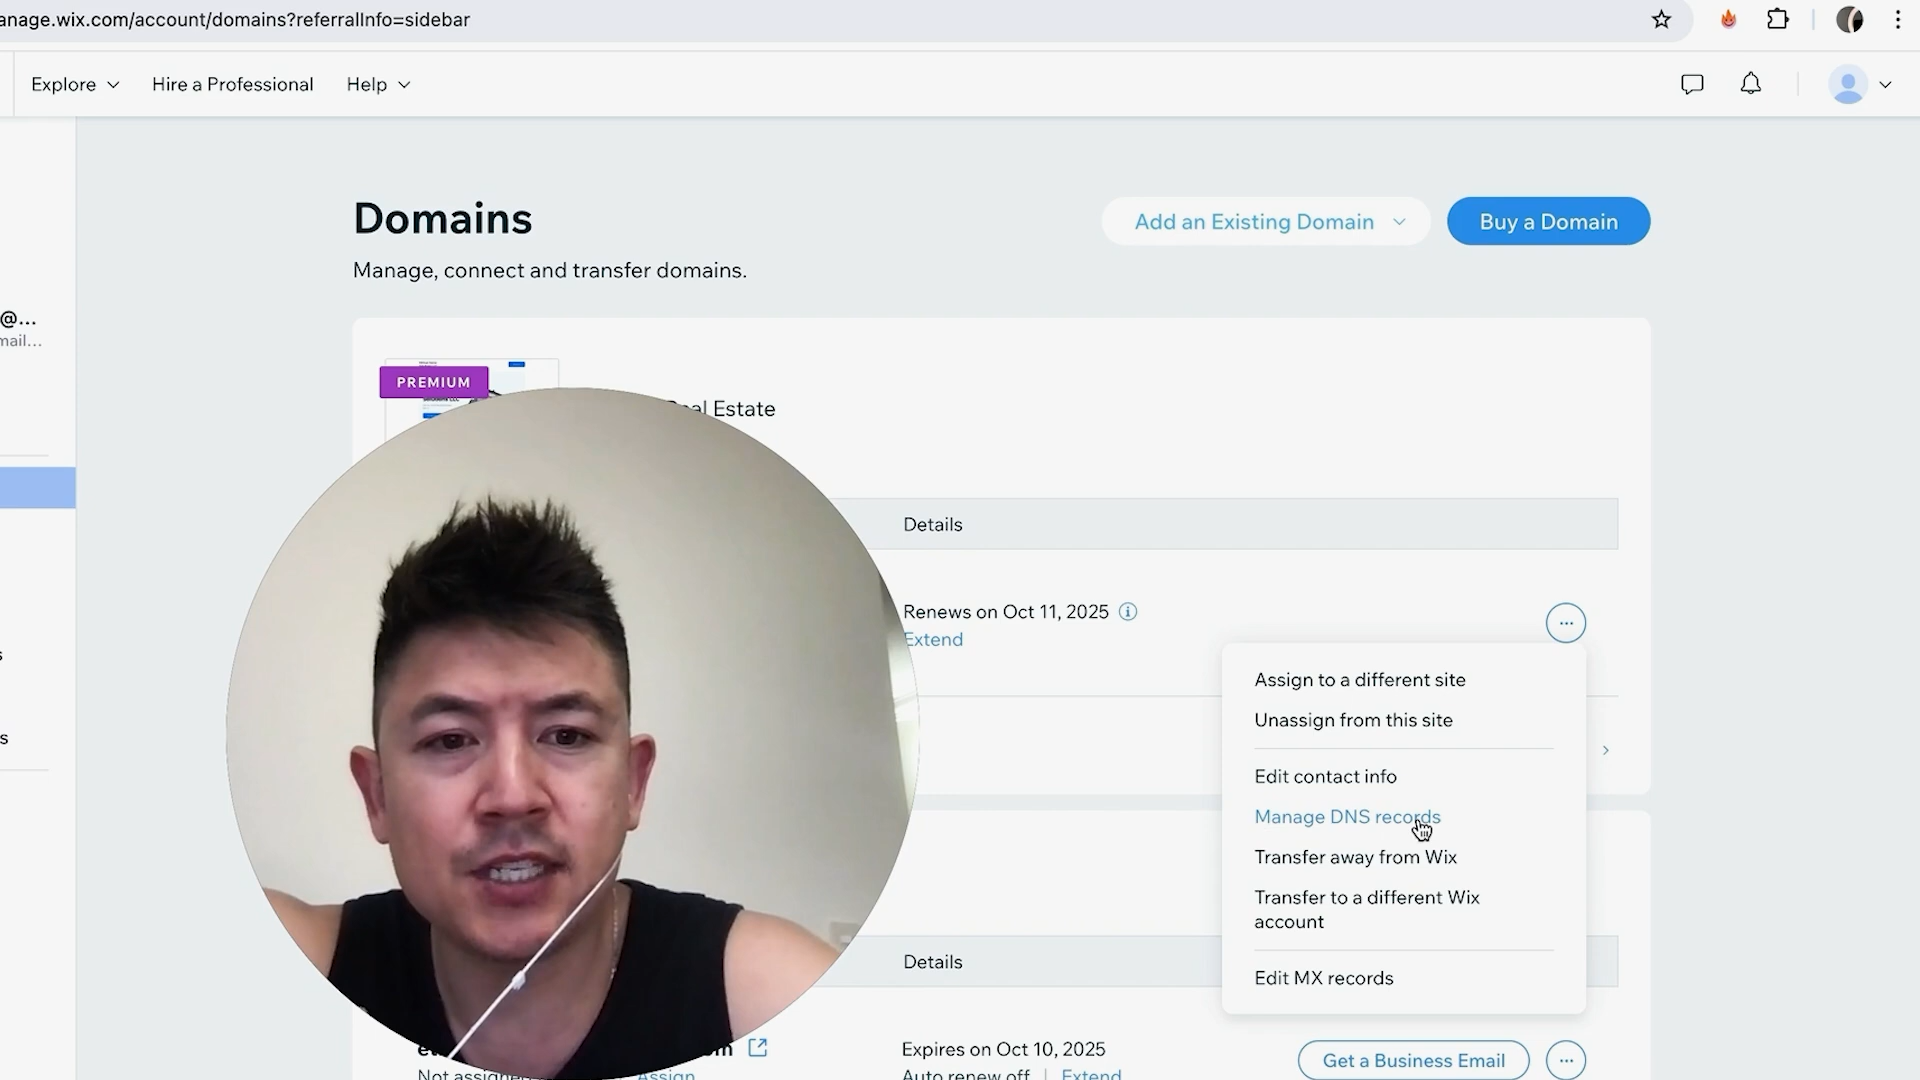 anage.wix.com/account/domains?referralInfo=sidebar
Explore
Hire a Professional
Help
Domains
Manage, connect and transfer domains.
Add an Existing Domain
Buy a Domain
@...
mail...
PREMIUM
Real Estate
Details
Renews on Oct 11, 2025
Extend
Assign to a different site
Unassign from this site
Edit contact info
Manage DNS records
Transfer away from Wix
Transfer to a different Wix
account
Edit MX records
s
s
Details
Expires on Oct 10, 2025
Get a Business Email
Not assigned
Assign
Auto renew off | Extend